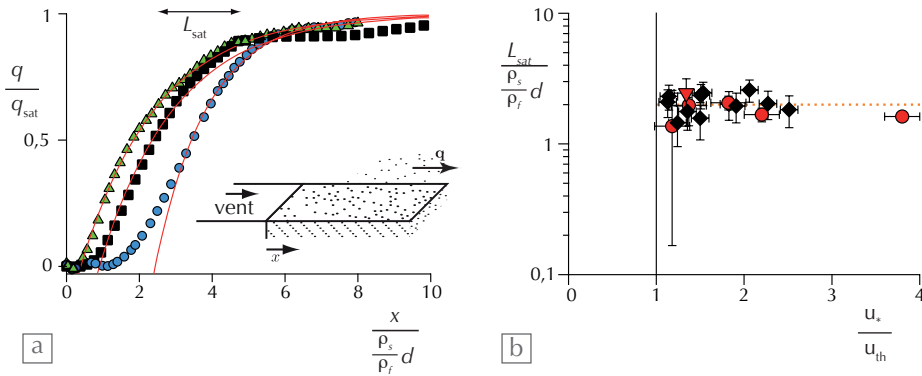 a
L_sat
q
q_sat
1
0,5
0
q
vent
x
0 2 4 6 8 10
x
ρ_s
ρ_f d
b
L_sat
ρ_s
ρ_f d
10
1
0,1
0 1 2 3 4
u_*
u_th